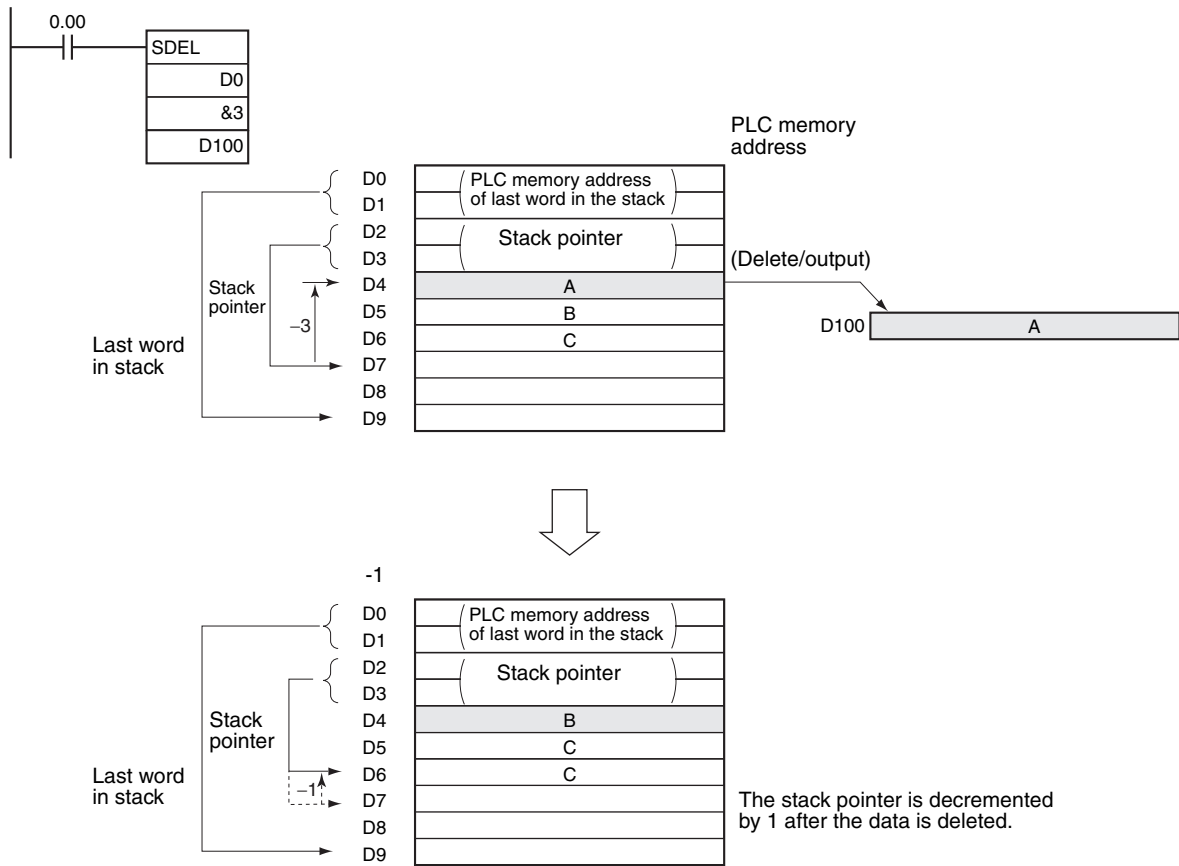 0.00
SDEL
D0
&3
D100
PLC memory
address
D0
D1
PLC memory address
of last word in the stack
D2
D3
Stack pointer
(Delete/output)
D4
A
Stack
pointer
−3
D5
B
D6
C
D100
A
Last word
in stack
D7
D8
D9
-1
D0
D1
PLC memory address
of last word in the stack
D2
D3
Stack pointer
D4
B
Stack
pointer
D5
C
D6
C
Last word
in stack
−1
D7
D8
D9
The stack pointer is decremented
by 1 after the data is deleted.